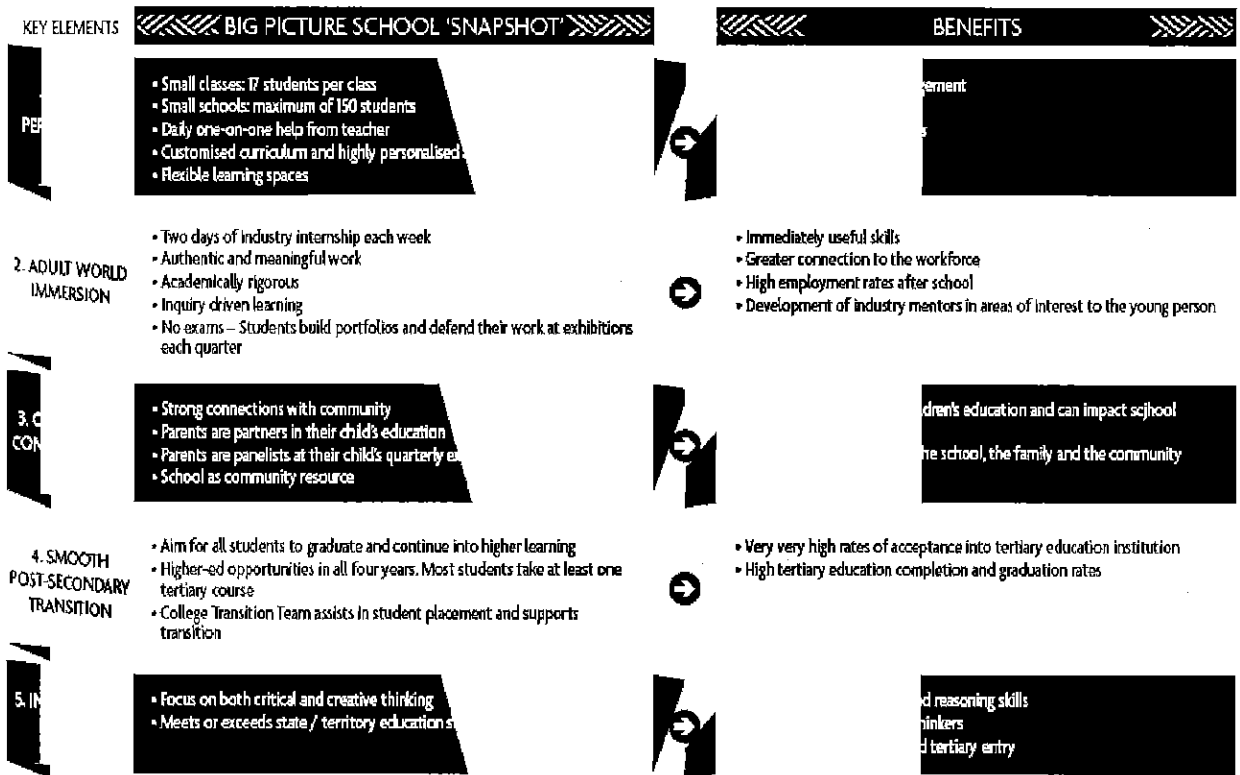 KEY ELEMENTS
BIG PICTURE SCHOOL 'SNAPSHOT'
BENEFITS
• Small classes: 17 students per class
• Small schools: maximum of 150 students
• Daily one-on-one help from teacher
• Customised curriculum and highly personalised
• Flexible learning spaces
2. ADULT WORLD
IMMERSION
• Two days of industry internship each week
• Authentic and meaningful work
• Academically rigorous
• Inquiry driven learning
• No exams – Students build portfolios and defend their work at exhibitions
each quarter
• Immediately useful skills
• Greater connection to the workforce
• High employment rates after school
• Development of industry mentors in areas of interest to the young person
3.
• Strong connections with community
• Parents are partners in their child's education
• Parents are panelists at their child's quarterly
• School as community resource
education and can impact scjhool
school, the family and the community
4. SMOOTH
POST-SECONDARY
TRANSITION
• Aim for all students to graduate and continue into higher learning
• Higher-ed opportunities in all four years. Most students take at least one
tertiary course
• College Transition Team assists in student placement and supports
transition
• Very very high rates of acceptance into tertiary education institution
• High tertiary education completion and graduation rates
5.
• Focus on both critical and creative thinking
• Meets or exceeds state / territory education
reasoning skills
tertiary entry